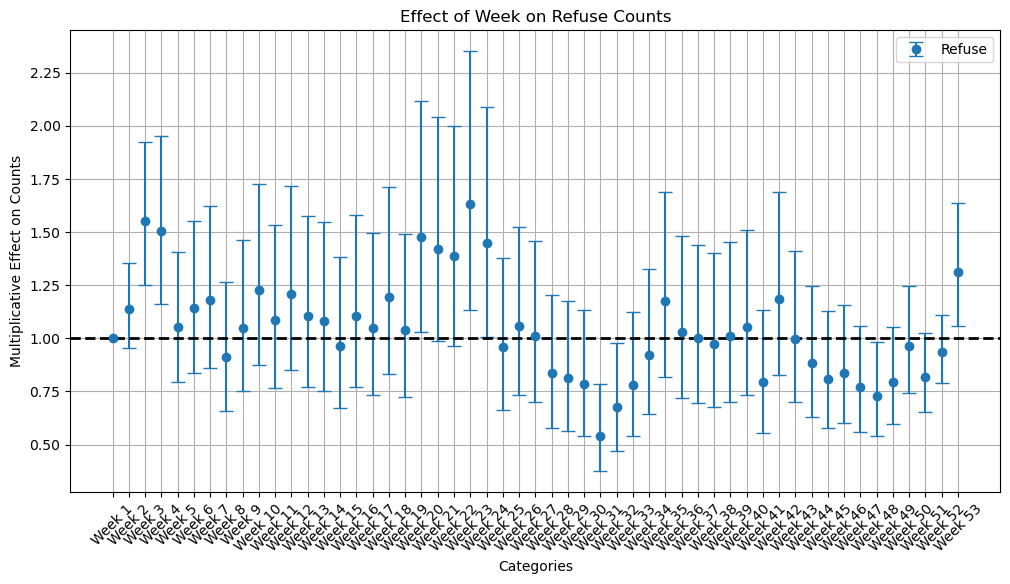 Effect of Week on Refuse Counts
Refuse
Multiplicative Effect on Counts
2.25
2.00
1.75
1.50
1.25
1.00
0.75
0.50
Week 1
Week 2
Week 3
Week 4
Week 5
Week 6
Week 7
Week 8
Week 9
Week 10
Week 11
Week 12
Week 13
Week 14
Week 15
Week 16
Week 17
Week 18
Week 19
Week 20
Week 21
Week 22
Week 23
Week 24
Week 25
Week 26
Week 27
Week 28
Week 29
Week 30
Week 31
Week 32
Week 33
Week 34
Week 35
Week 36
Week 37
Week 38
Week 39
Week 40
Week 41
Week 42
Week 43
Week 44
Week 45
Week 46
Week 47
Week 48
Week 49
Week 50
Week 51
Week 52
Week 53
Categories